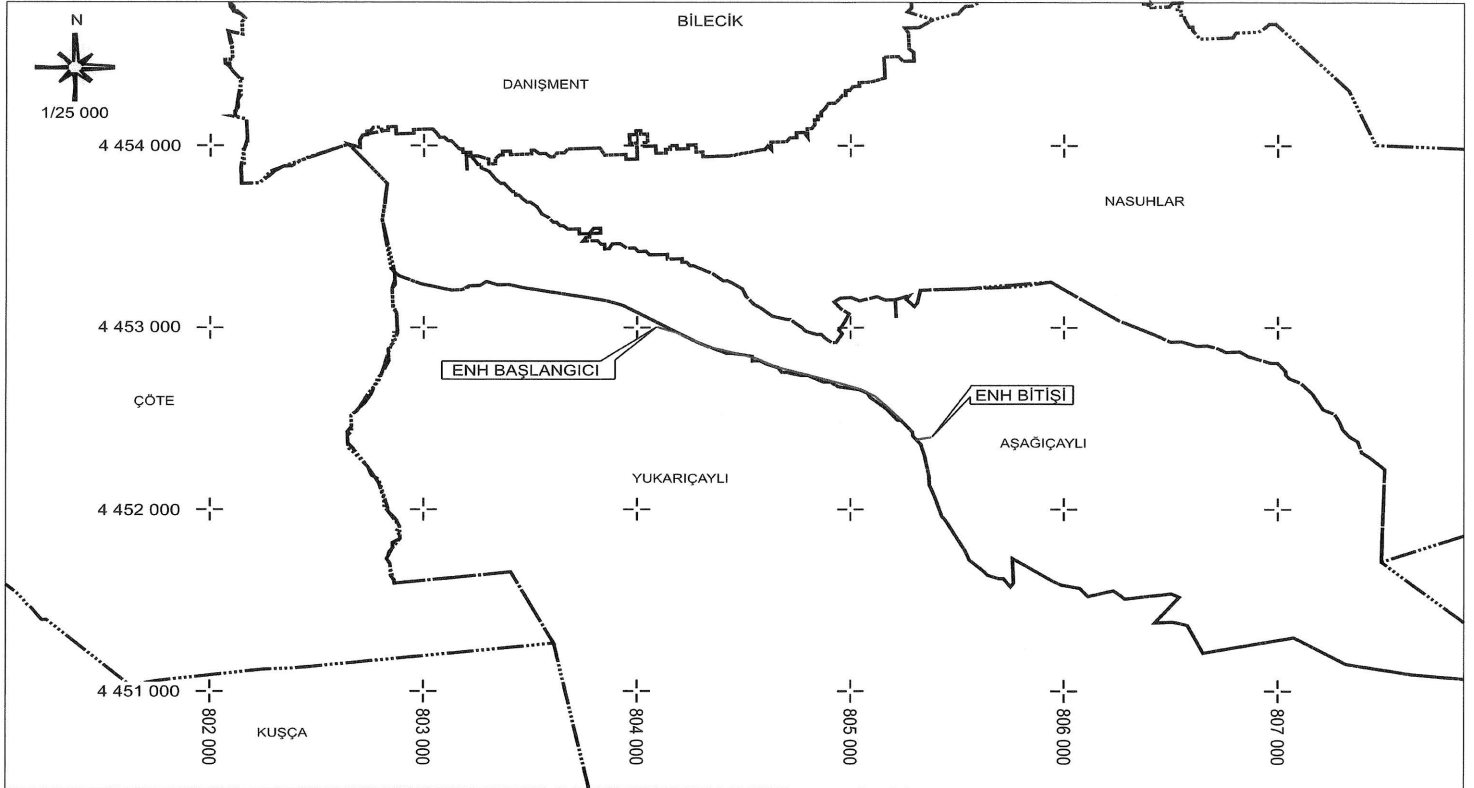 N
1/25 000
BİLECİK
DANIŞMENT
4 454 000
NASUHLAR
4 453 000
ENH BAŞLANGICI
ENH BİTİŞİ
ÇÖTE
AŞAĞIÇAYLI
YUKARIÇAYLI
4 452 000
4 451 000
KUŞÇA
802 000
803 000
804 000
805 000
806 000
807 000